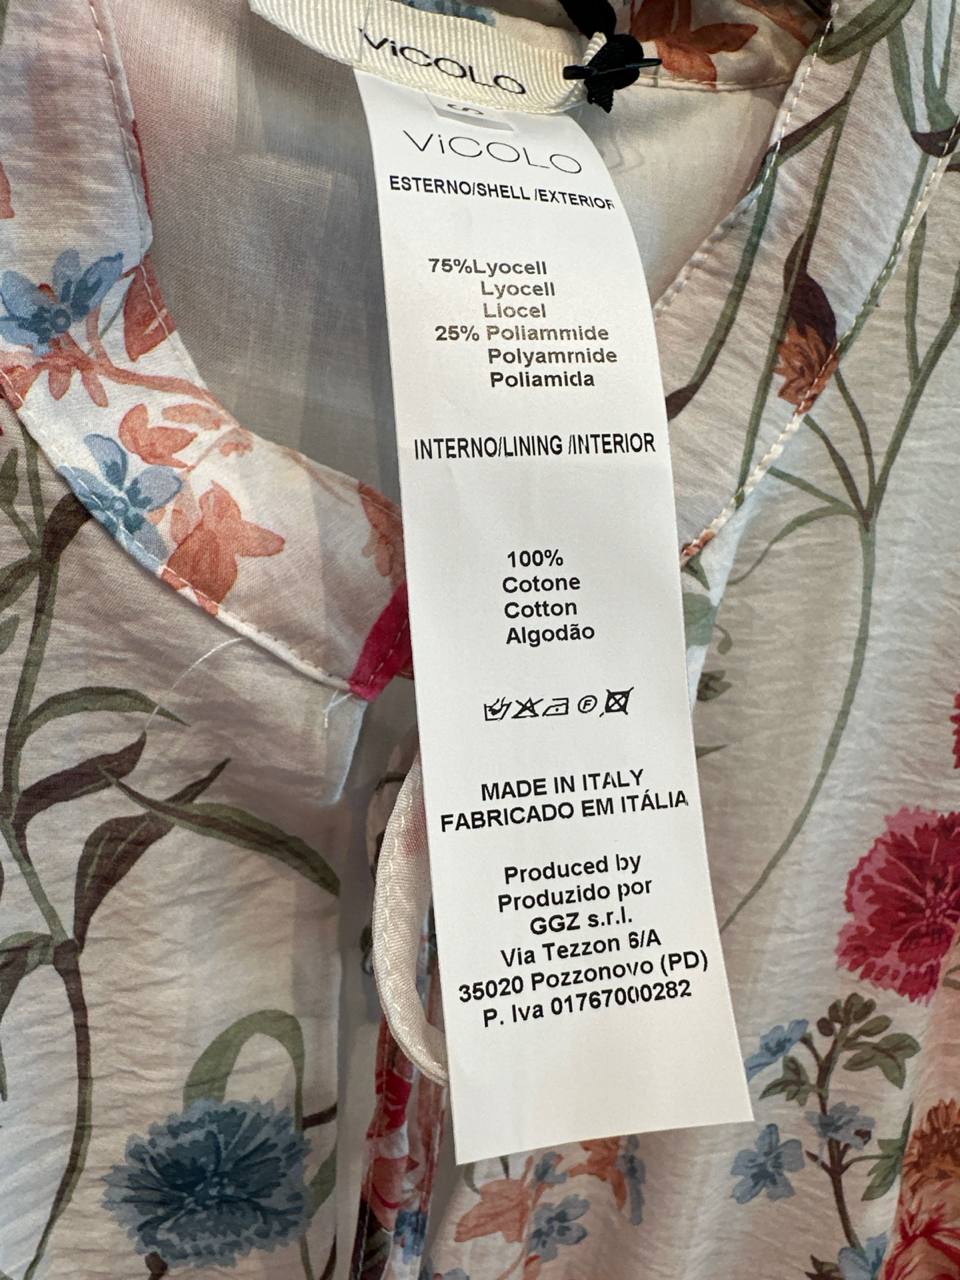 ViCOLO
S
ViCOLO
ESTERNO/SHELL /EXTERIOR
75%Lyocell
Lyocell
Liocel
25% Poliammide
Polyamrnide
Poliamida
INTERNO/LINING /INTERIOR
100%
Cotone
Cotton
Algodão
F
MADE IN ITALY
FABRICADO EM ITÁLIA
Produced by
Produzido por
GGZ s.r.l.
Via Tezzon 6/A
35020 Pozzonovo (PD)
P. Iva 01767000282